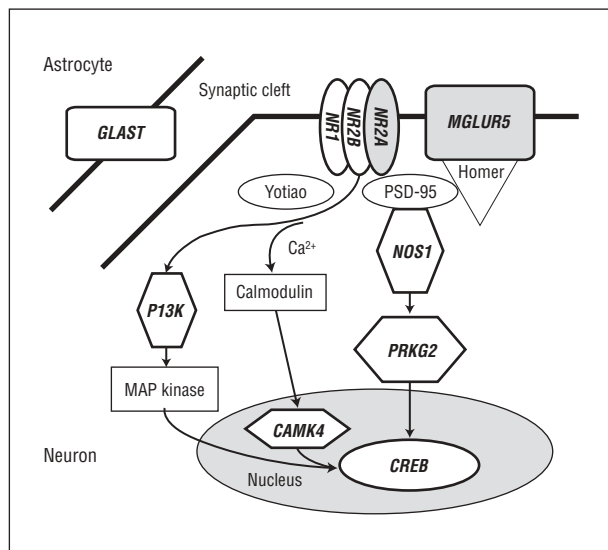 Astrocyte
Synaptic cleft
GLAST
NR1
NR2B
NR2A
MGLUR5
Homer
Yotiao
PSD-95
Ca²⁺
NOS1
Calmodulin
P13K
PRKG2
MAP kinase
CAMK4
Neuron
CREB
Nucleus